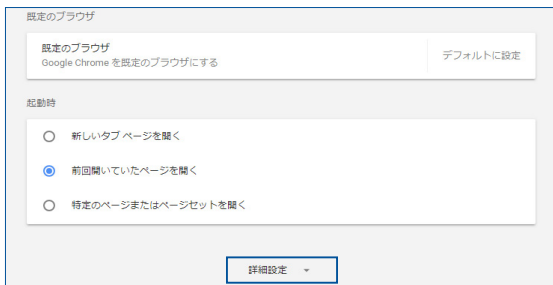 既定のブラウザ
既定のブラウザ
Google Chrome を既定のブラウザにする
デフォルトに設定
起動時
新しいタブ ページを開く
前回開いていたページを開く
特定のページまたはページセットを開く
詳細設定